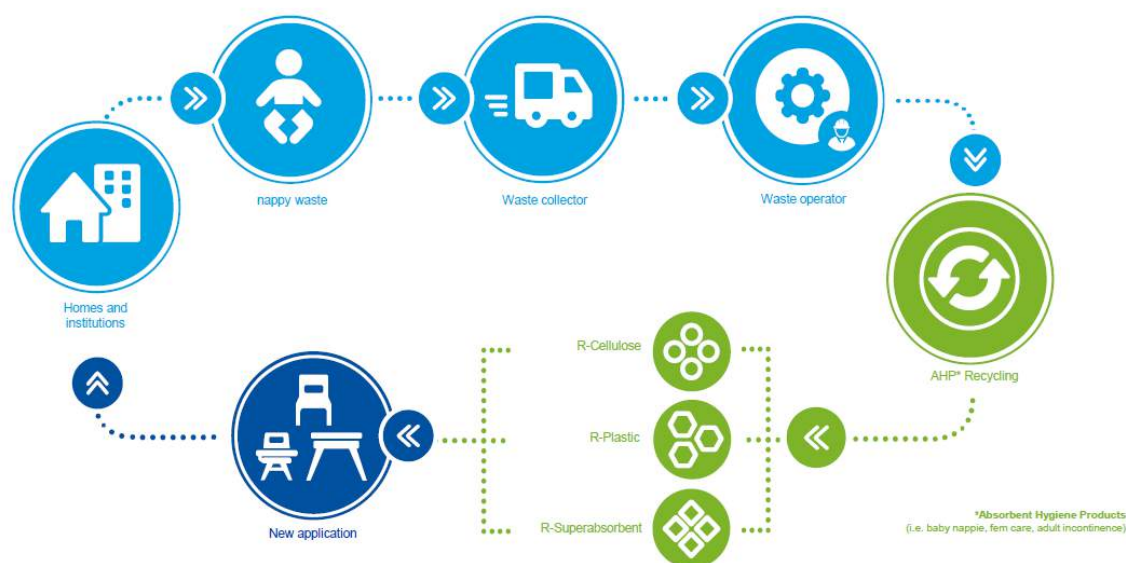 nappy waste
Waste collector
Waste operator
Homes and
institutions
AHP* Recycling
R-Cellulose
R-Plastic
R-Superabsorbent
New application
*Absorbent Hygiene Products
(i.e. baby nappie, fem care, adult incontinence)